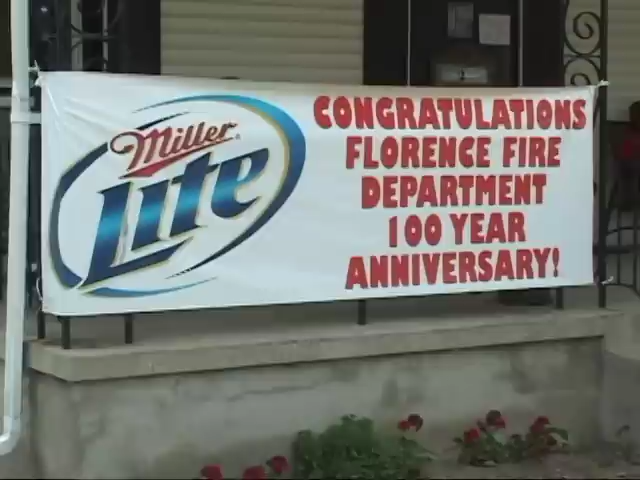 Miller
Lite
CONGRATULATIONS
FLORENCE FIRE
DEPARTMENT
100 YEAR
ANNIVERSARY!